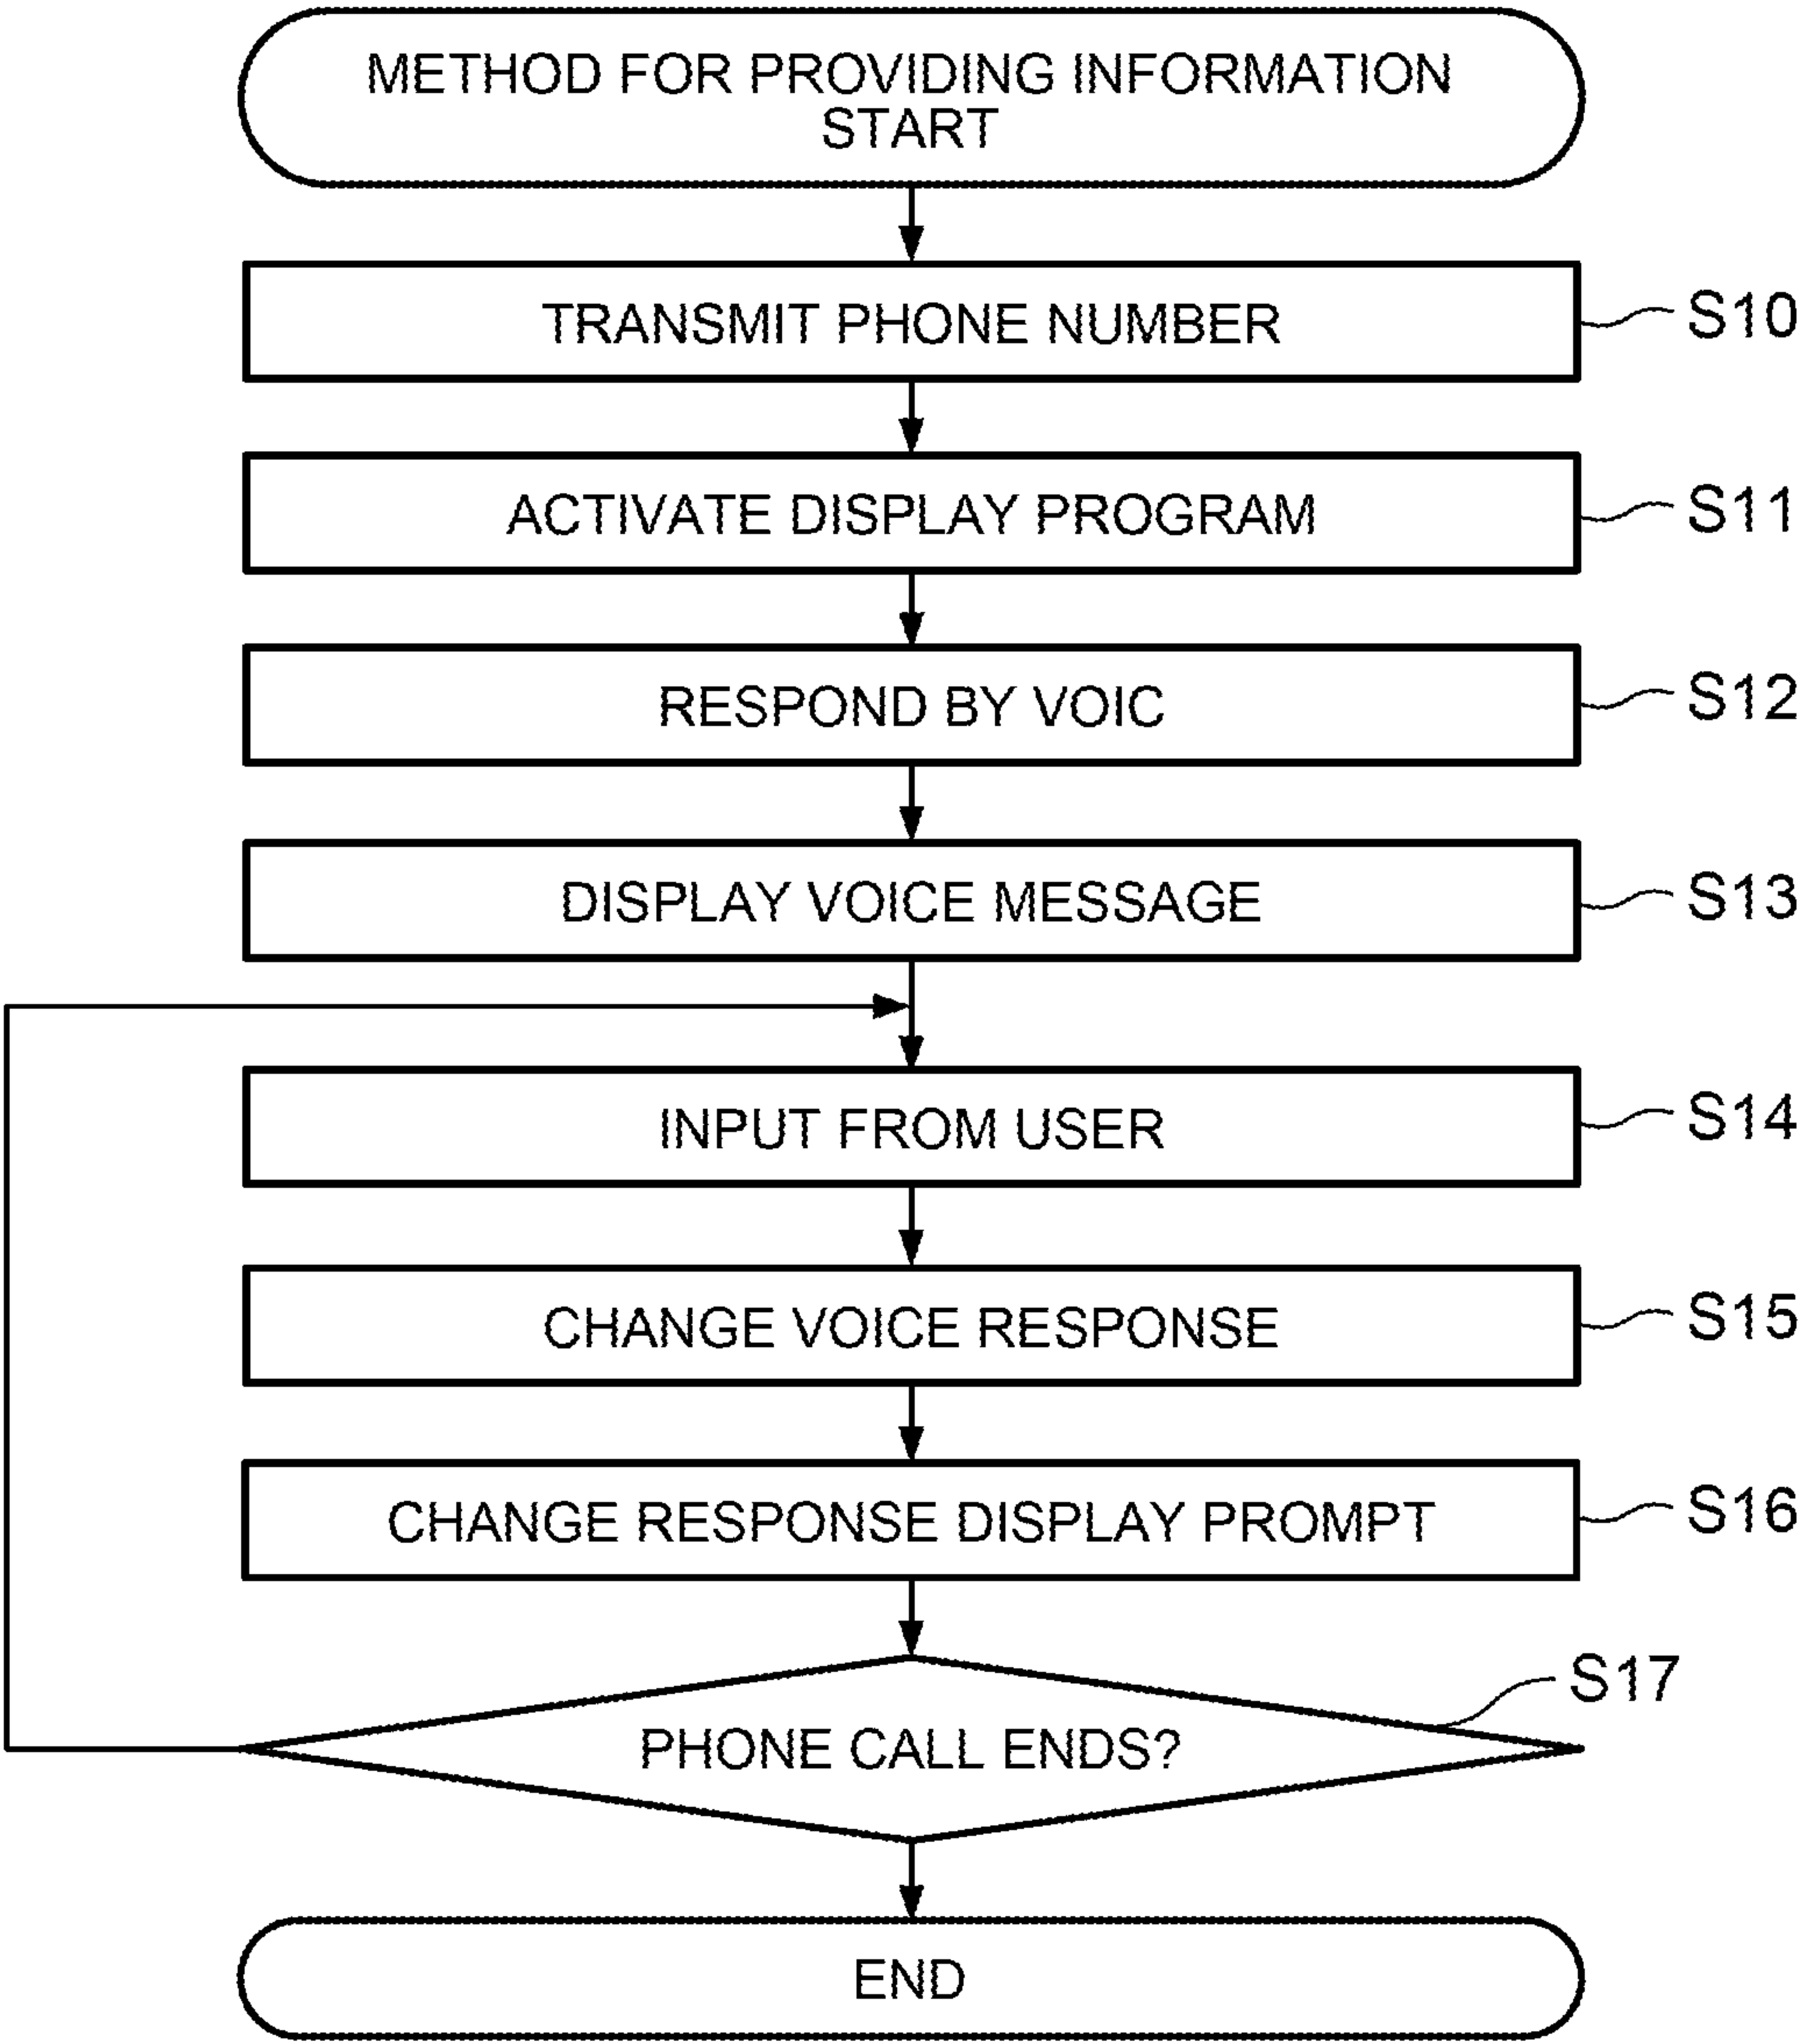 METHOD FOR PROVIDING INFORMATION
START
TRANSMIT PHONE NUMBER
S10
ACTIVATE DISPLAY PROGRAM
S11
RESPOND BY VOIC
S12
DISPLAY VOICE MESSAGE
S13
INPUT FROM USER
S14
CHANGE VOICE RESPONSE
S15
CHANGE RESPONSE DISPLAY PROMPT
S16
S17
PHONE CALL ENDS?
END